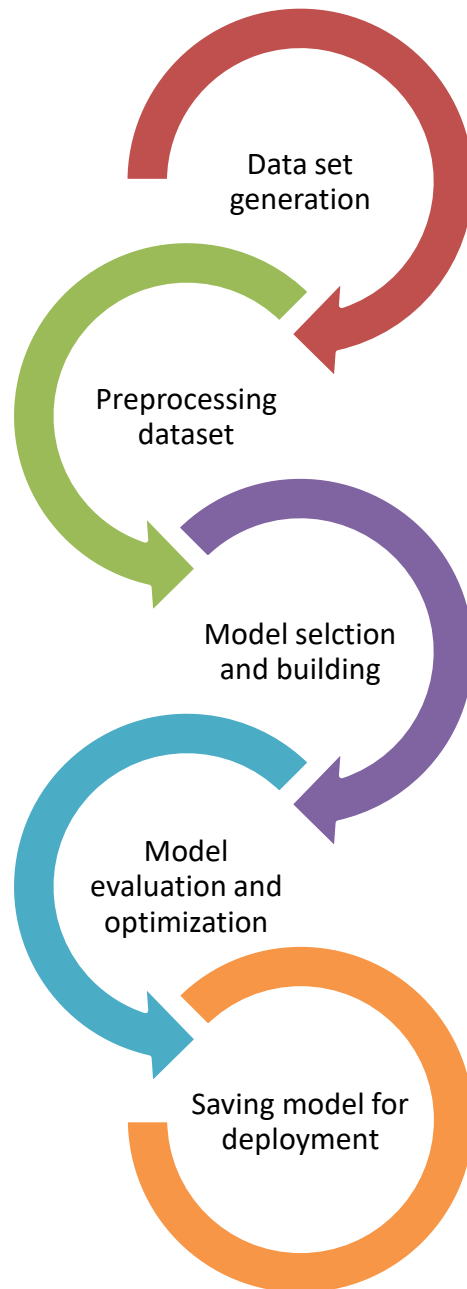 Data set
generation
Preprocessing
dataset
Model selction
and building
Model
evaluation and
optimization
Saving model for
deployment